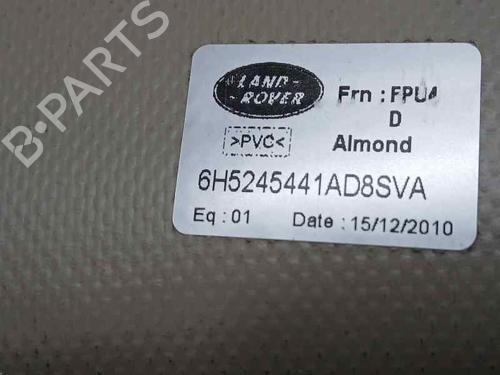 B-PARTS
LAND-
-ROVER
Frn : FPU4
D
>PVC<
Almond
6H5245441AD8SVA
Eq : 01 Date : 15/12/2010